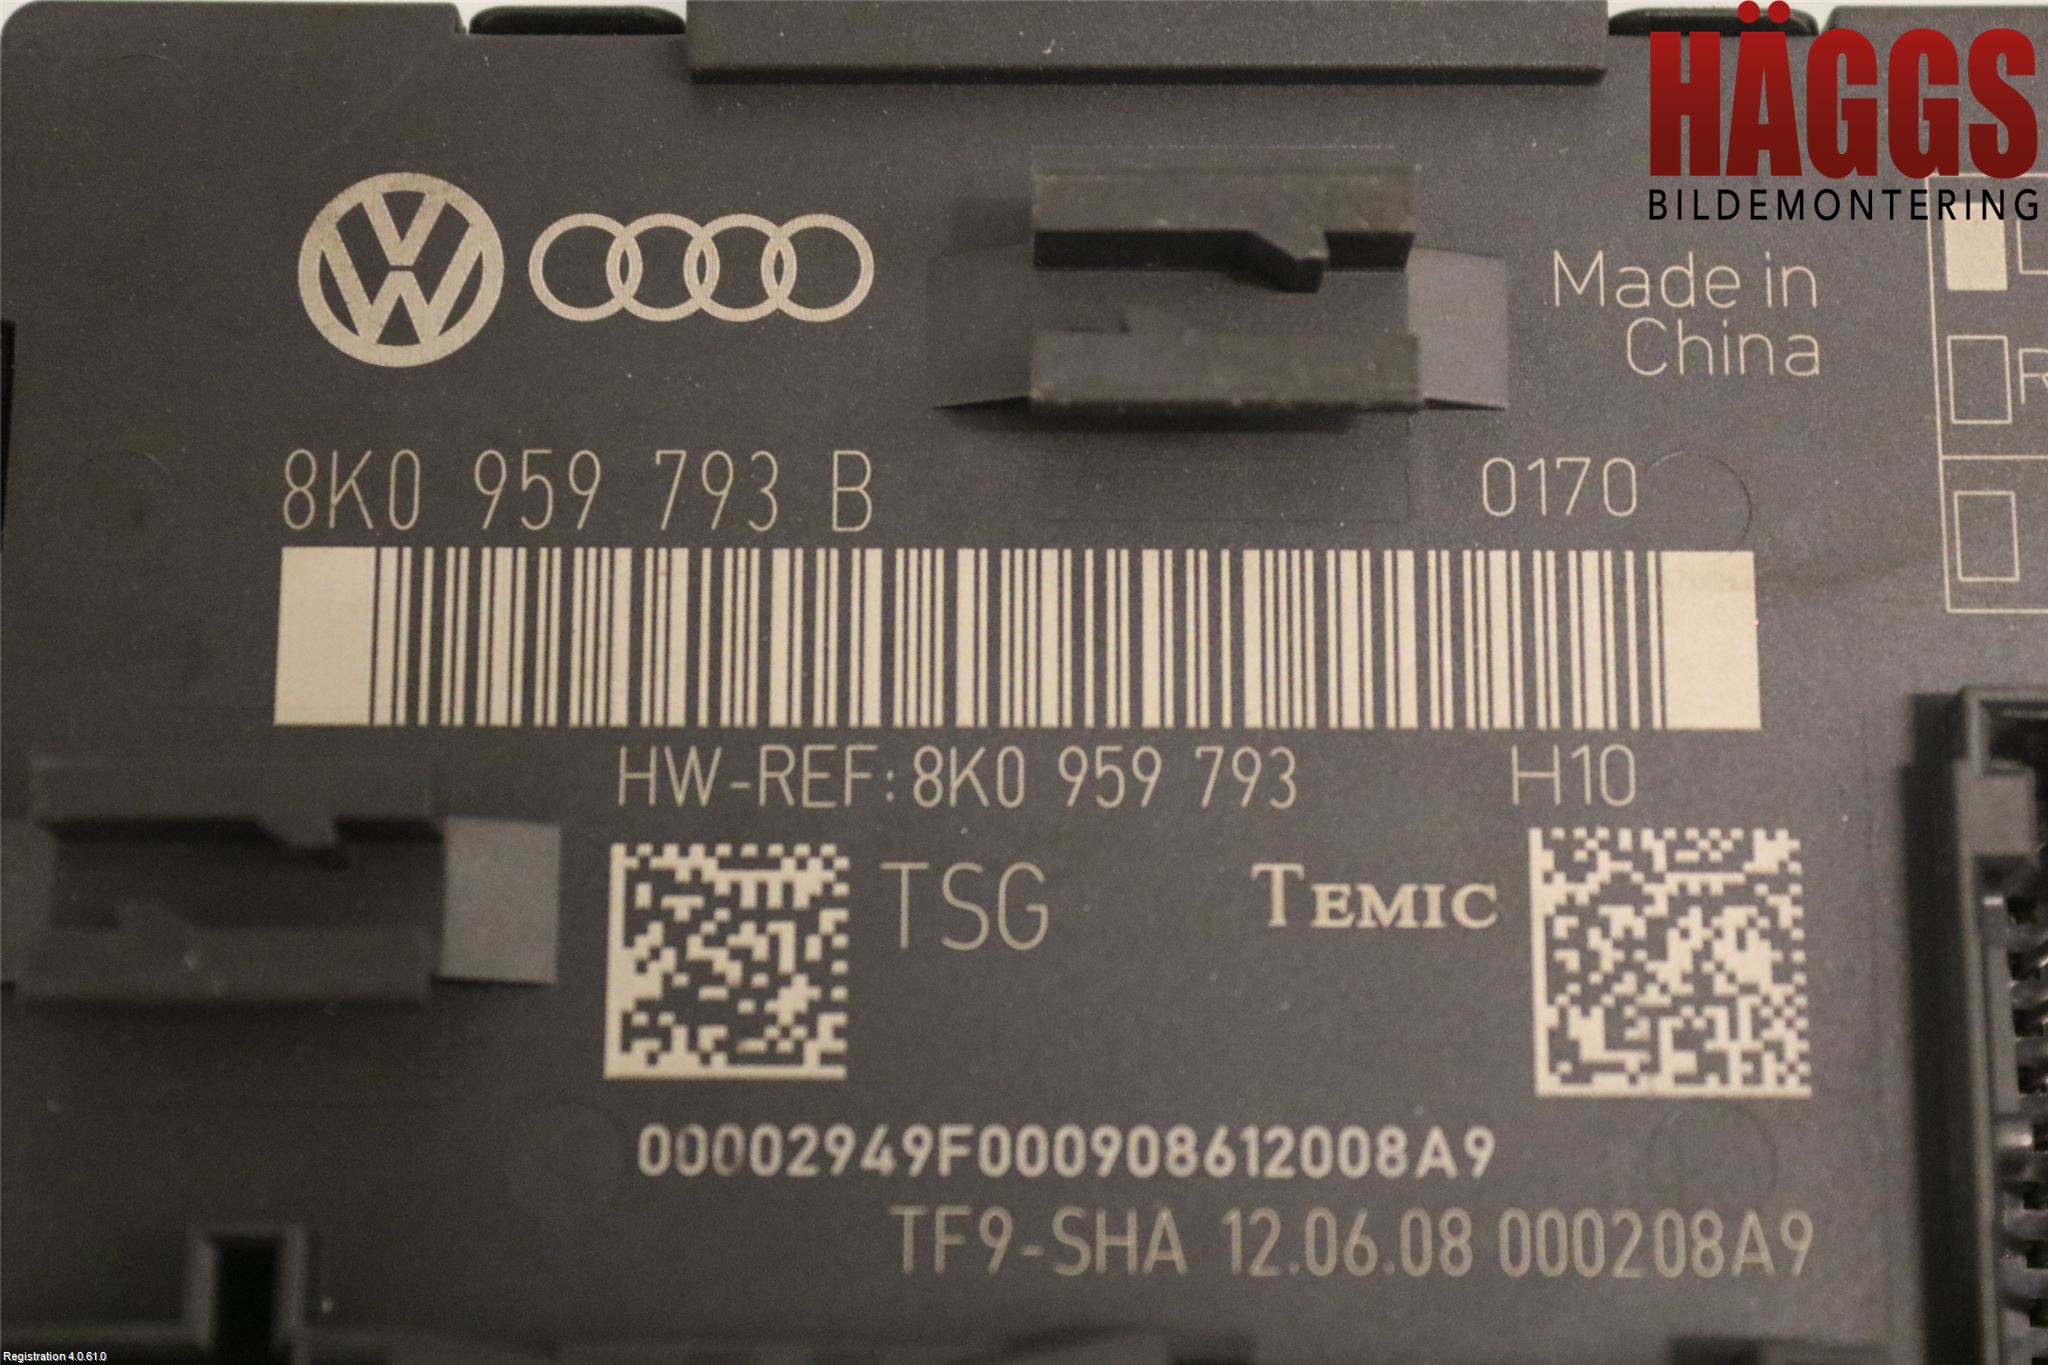 HÄGGS
BILDEMONTERING
Made in
China
8K0 959 793 B
0170
HW-REF: 8K0 959 793 H10
TSG
TEMIC
00002949F000908612008A9
TF9-SHA 12.06.08 000208A9
Registration 4.0.61.0